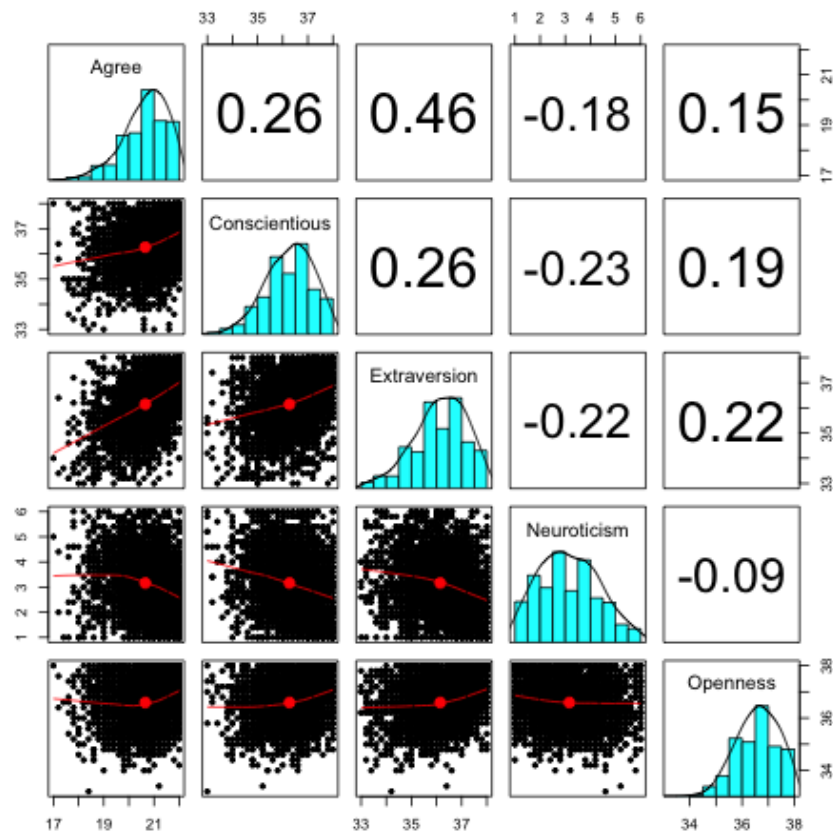 33 35 37 1 2 3 4 5 6
Agree 0.26 0.46 -0.18 0.15 17 19 21
33 35 37 Conscientious 0.26 -0.23 0.19
Extraversion -0.22 0.22 33 35 37
1 2 3 4 5 6 Neuroticism -0.09
Openness 34 36 38
17 19 21 33 35 37 34 36 38